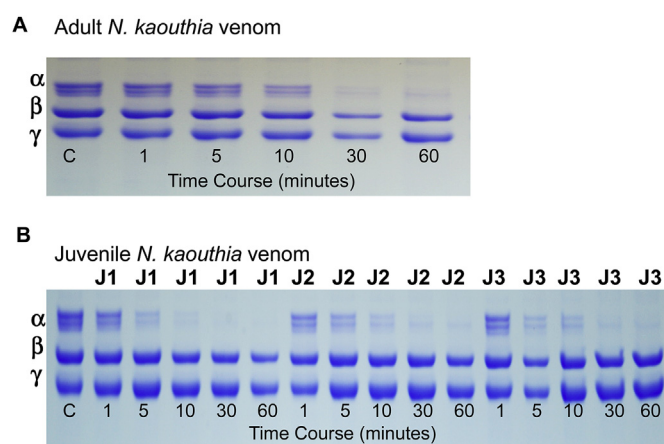 A
Adult N. kaouthia venom
α
β
γ
C 1 5 10 30 60
Time Course (minutes)
B
Juvenile N. kaouthia venom
J1 J1 J1 J1 J1 J2 J2 J2 J2 J2 J3 J3 J3 J3 J3
α
β
γ
C 1 5 10 30 60 1 5 10 30 60 1 5 10 30 60
Time Course (minutes)